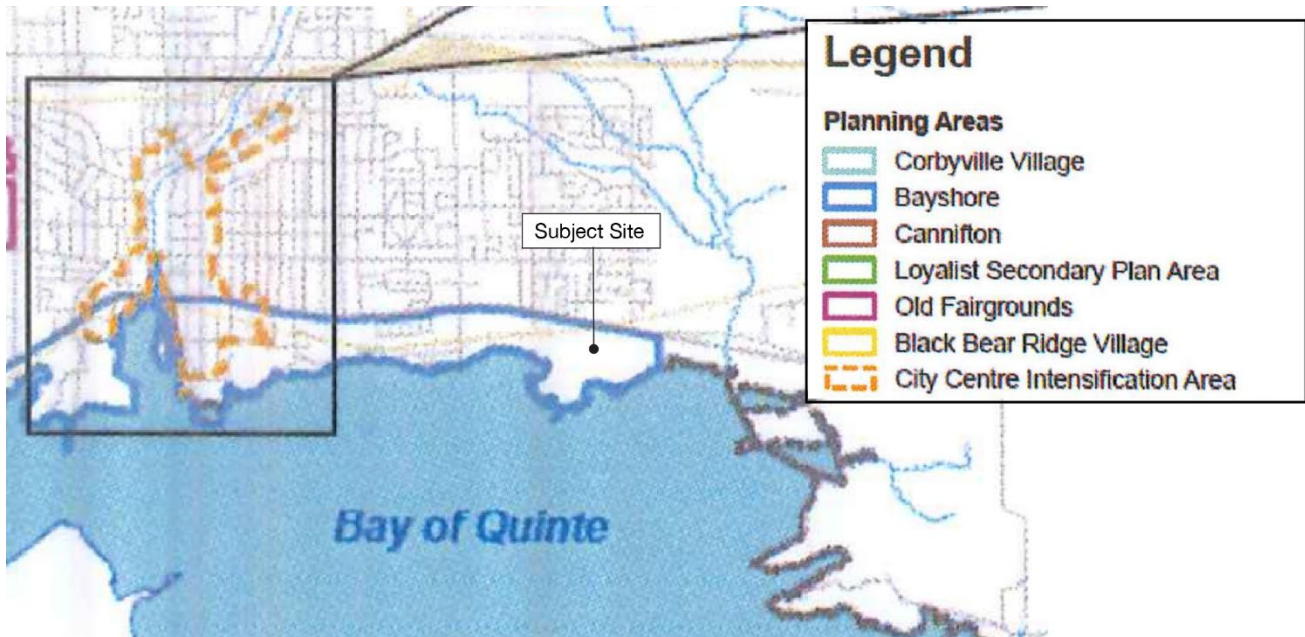 Legend
Planning Areas
Corbyville Village
Bayshore
Cannifton
Loyalist Secondary Plan Area
Old Fairgrounds
Black Bear Ridge Village
City Centre Intensification Area
Subject Site
Bay of Quinte